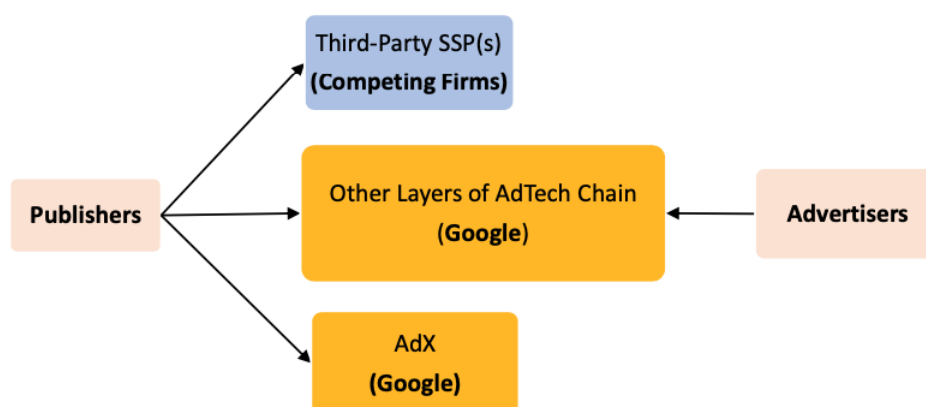 Third-Party SSP(s)
(Competing Firms)
Other Layers of AdTech Chain
(Google)
Publishers
Advertisers
AdX
(Google)